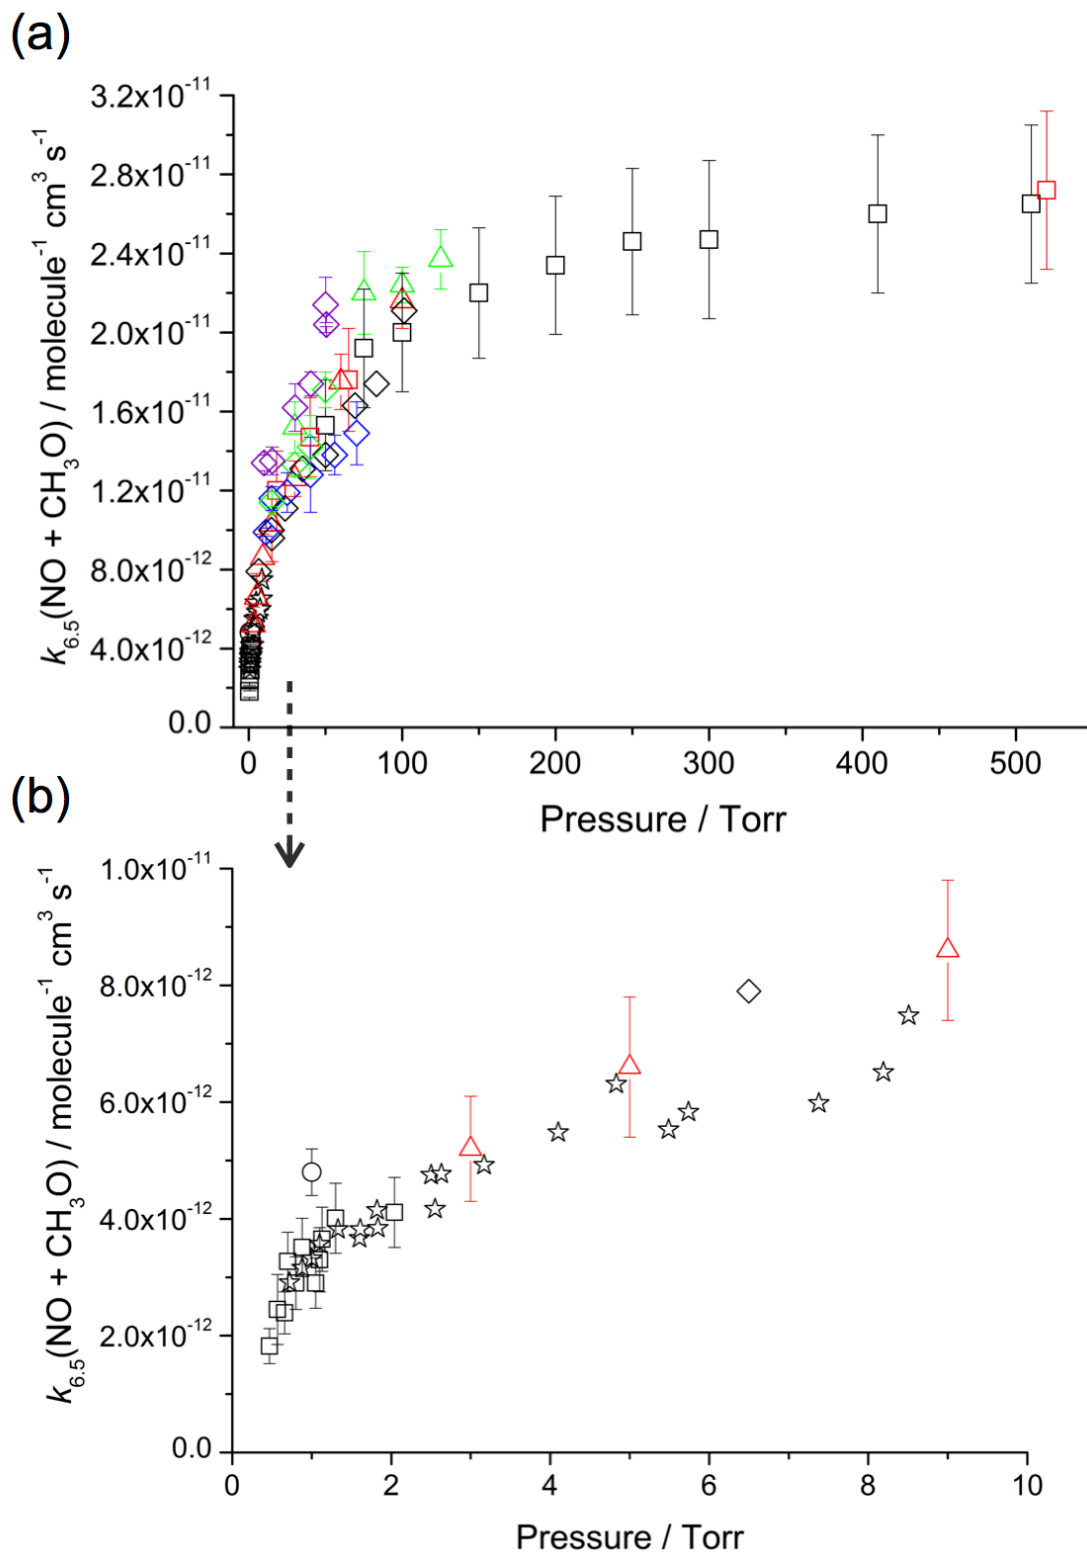 (a)
3.2x10⁻¹¹
2.8x10⁻¹¹
2.4x10⁻¹¹
2.0x10⁻¹¹
1.6x10⁻¹¹
1.2x10⁻¹¹
8.0x10⁻¹²
4.0x10⁻¹²
0.0
k₆.₅(NO + CH₃O) / molecule⁻¹ cm³ s⁻¹
0 100 200 300 400 500
Pressure / Torr
(b)
1.0x10⁻¹¹
8.0x10⁻¹²
6.0x10⁻¹²
4.0x10⁻¹²
2.0x10⁻¹²
0.0
k₆.₅(NO + CH₃O) / molecule⁻¹ cm³ s⁻¹
0 2 4 6 8 10
Pressure / Torr